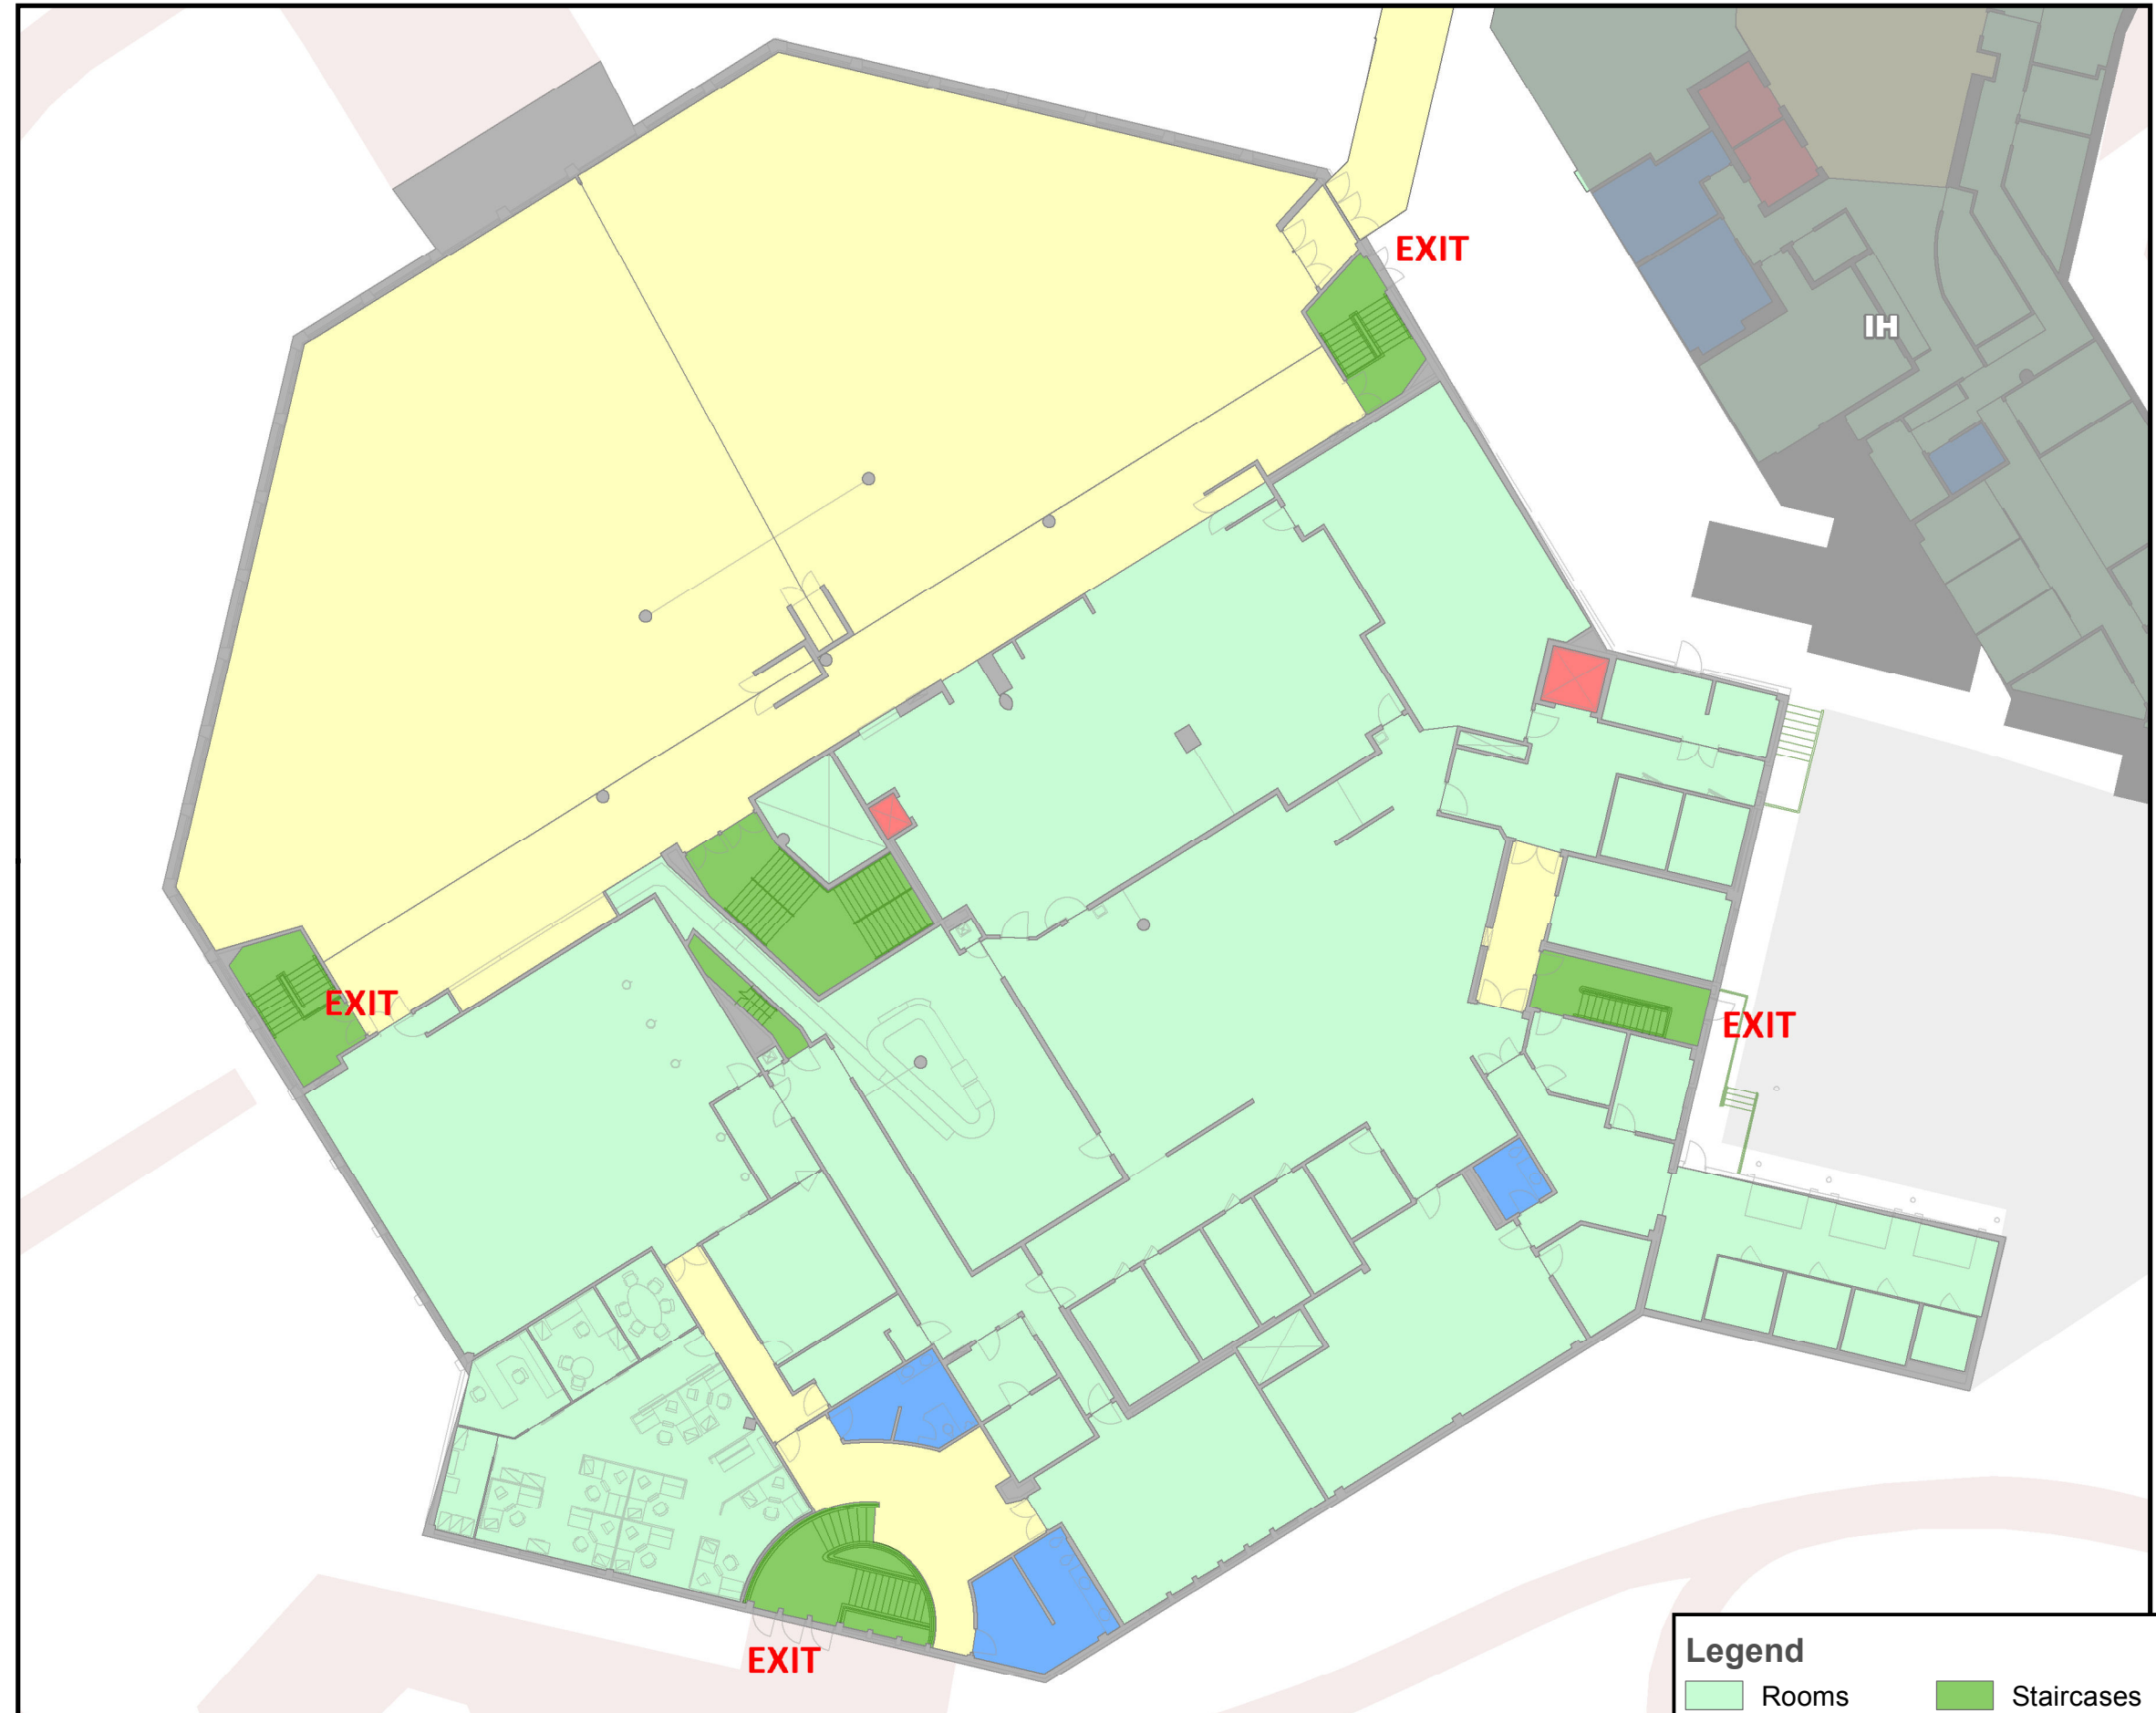 EXIT
IH
EXIT
EXIT
EXIT
Legend
Rooms
Staircases